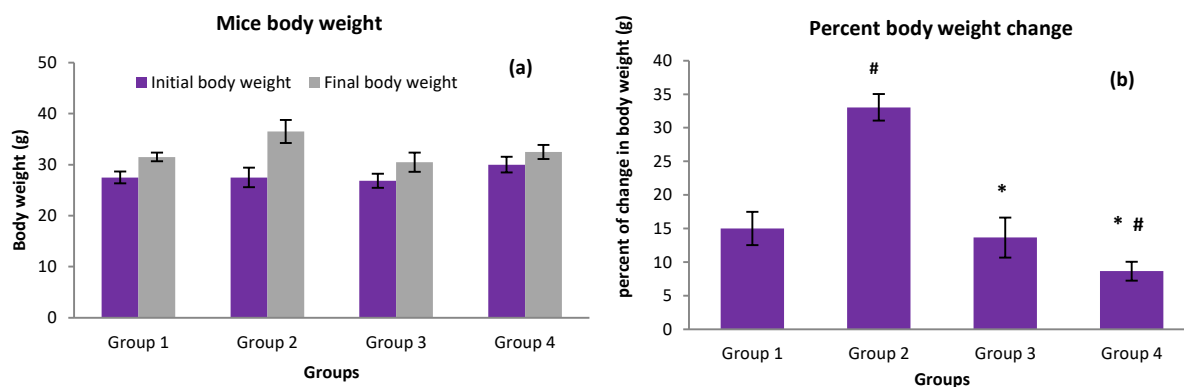 Mice body weight
(a)
Initial body weight Final body weight
Body weight (g)
50
40
30
20
10
0
Group 1 Group 2 Group 3 Group 4
Groups
Percent body weight change
(b)
percent of change in body weight (g)
40
35
30
25
20
15
10
5
0
#
*
* #
Group 1 Group 2 Group 3 Group 4
Groups